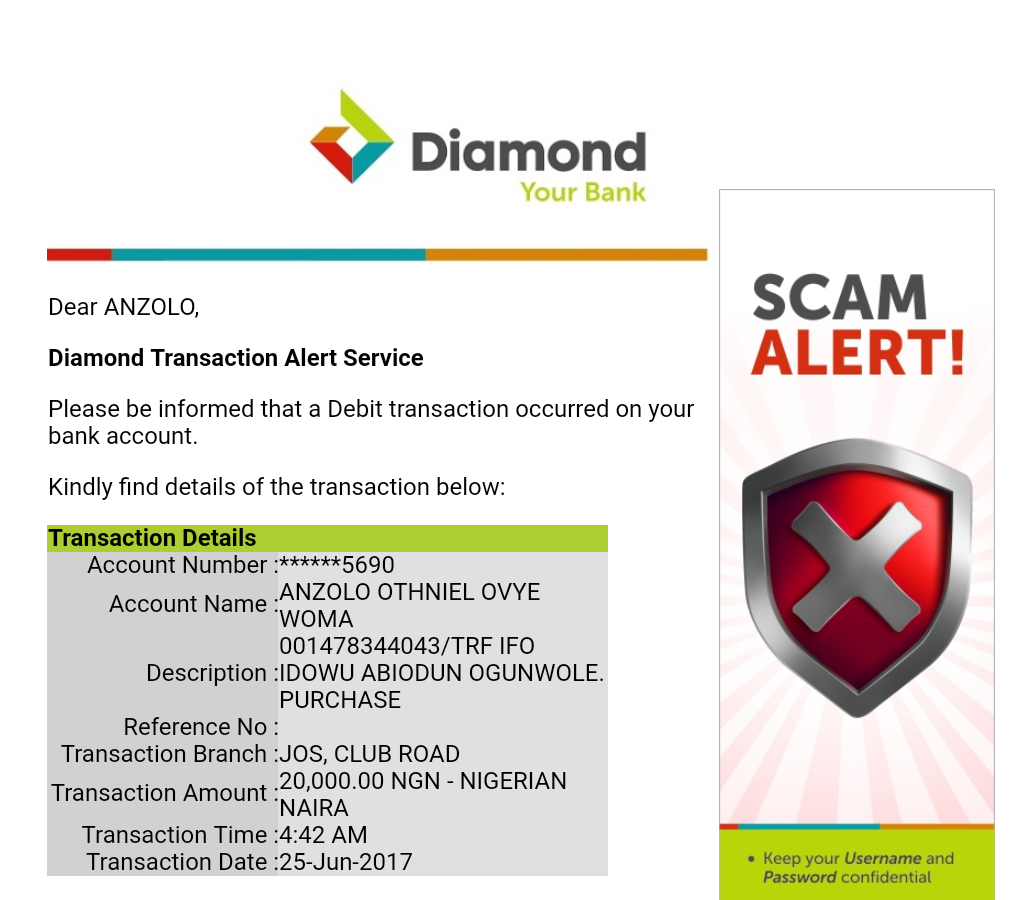 Diamond
Your Bank
Dear ANZOLO,
Diamond Transaction Alert Service
Please be informed that a Debit transaction occurred on your
bank account.
Kindly find details of the transaction below:
Transaction Details
Account Number :******5690
Account Name :ANZOLO OTHNIEL OVYE
WOMA
Description :001478344043/TRF IFO
IDOWU ABIODUN OGUNWOLE.
PURCHASE
Reference No :
Transaction Branch :JOS, CLUB ROAD
Transaction Amount :20,000.00 NGN - NIGERIAN
NAIRA
Transaction Time :4:42 AM
Transaction Date :25-Jun-2017
SCAM
ALERT!
• Keep your Username and
Password confidential